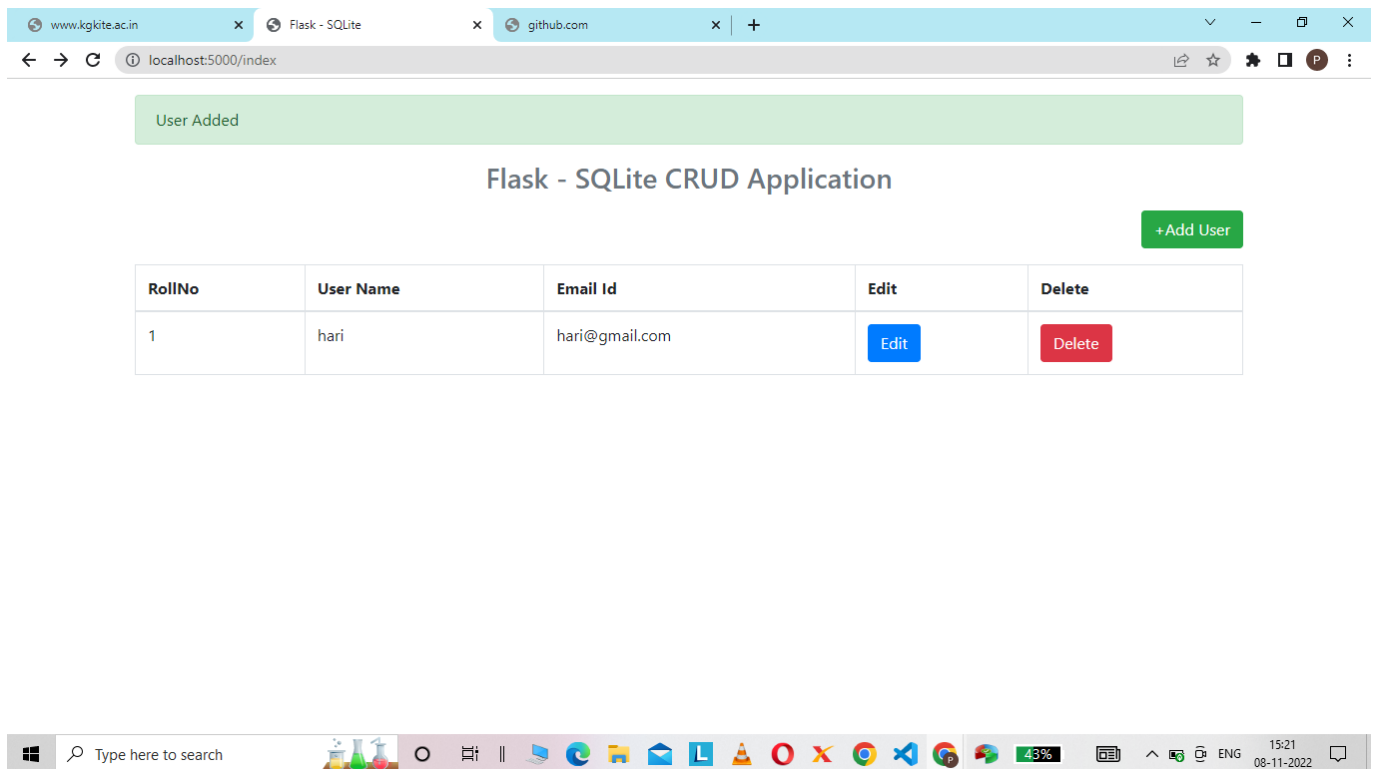 www.kgkite.ac.in
Flask - SQLite
github.com
localhost:5000/index
P
User Added
Flask - SQLite CRUD Application
+Add User
RollNo User Name Email Id Edit Delete
1 hari hari@gmail.com Edit Delete
Type here to search
L
P
43%
ENG
15:21
08-11-2022